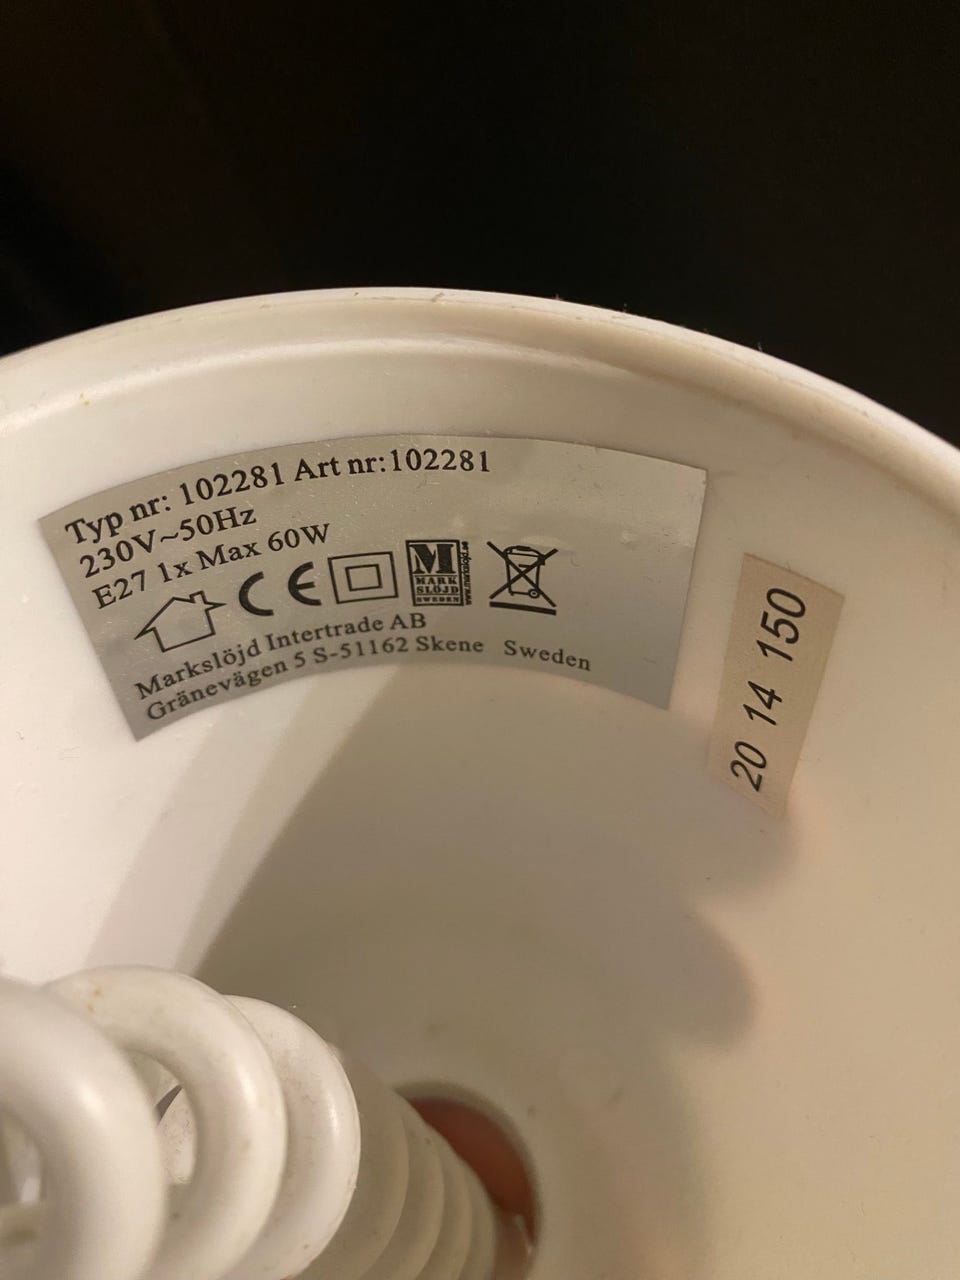 Typ nr: 102281 Art nr:102281
230V~50Hz
E27 1x Max 60W
CE
M
MARK
SLÖJD
SWEDEN
Markslöjd Intertrade AB
Gränevägen 5 S-51162 Skene Sweden
20 14 150